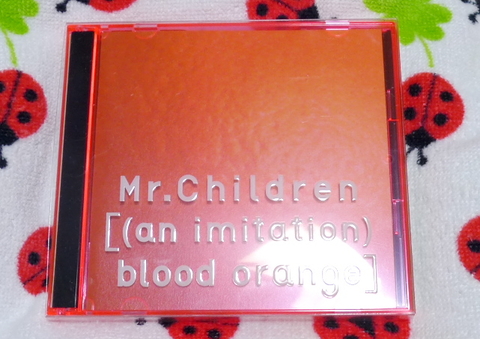 Mr.Children
[(an imitation)
blood orange]